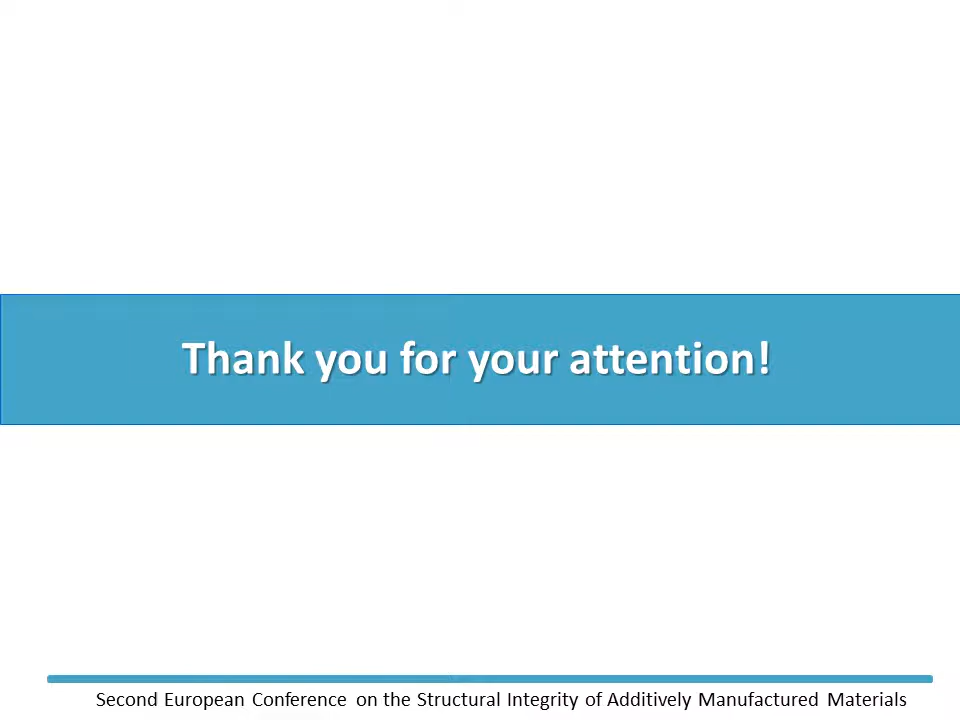 Thank you for your attention!
Second European Conference on the Structural Integrity of Additively Manufactured Materials